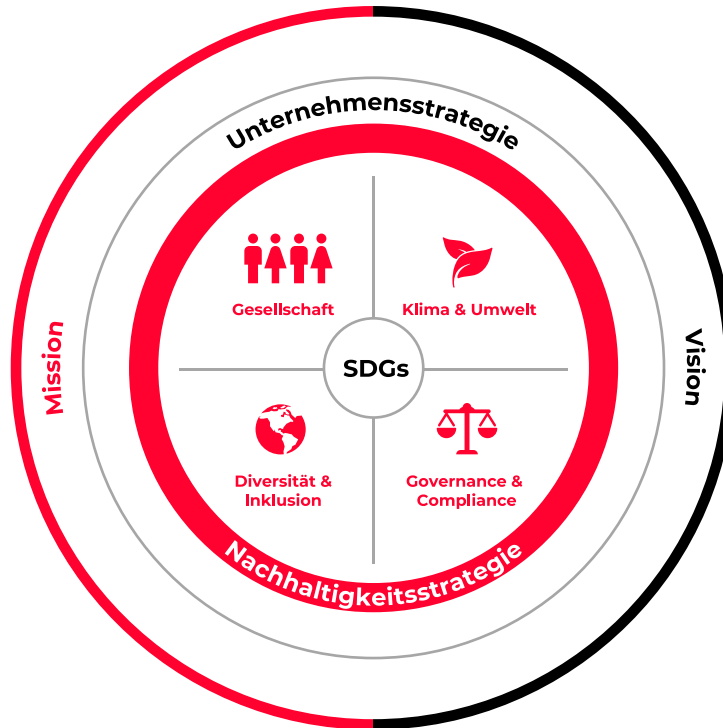 Unternehmensstrategie
Gesellschaft
Klima & Umwelt
Mission
SDGs
Vision
Diversität &
Inklusion
Governance &
Compliance
Nachhaltigkeitsstrategie